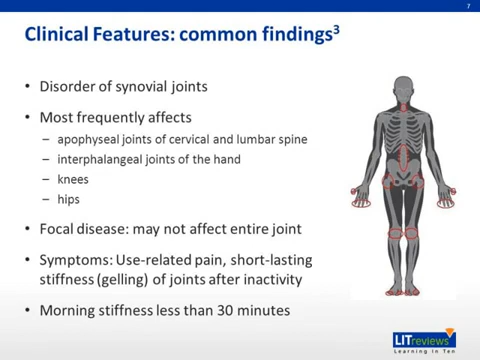 7
Clinical Features: common findings3
• Disorder of synovial joints
• Most frequently affects
– apophyseal joints of cervical and lumbar spine
– interphalangeal joints of the hand
– knees
– hips
• Focal disease: may not affect entire joint
• Symptoms: Use-related pain, short-lasting
stiffness (gelling) of joints after inactivity
• Morning stiffness less than 30 minutes
LITreviews
Learning in Ten